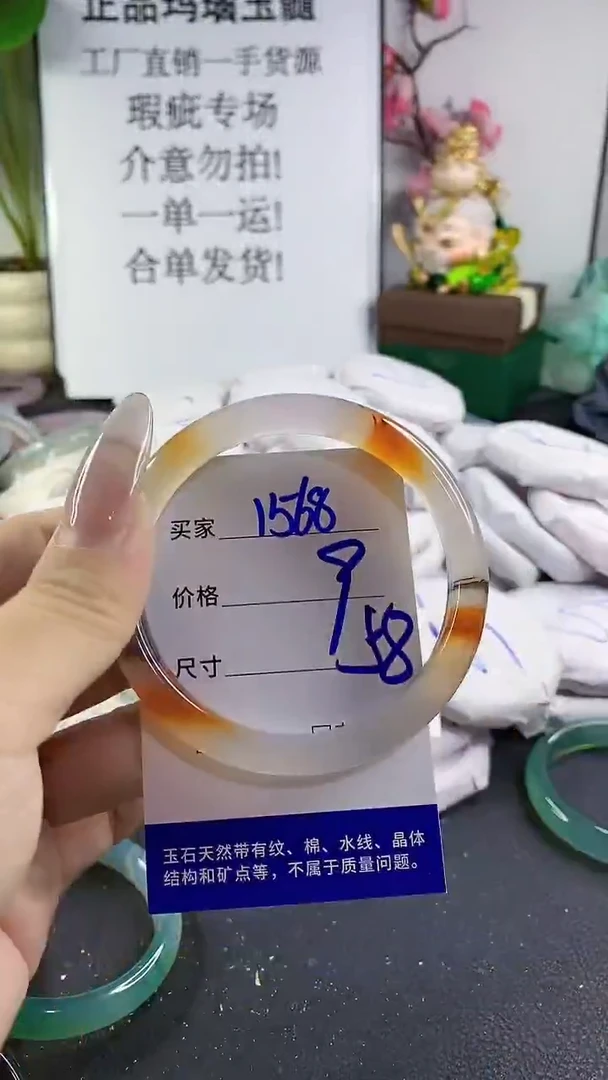 正品玛瑙玉髓
工厂直销一手货源
瑕疵专场
介意勿拍!
一单一运!
合单发货!
买家 1568
价格 9
尺寸 58
玉石天然带有纹、棉、水线、晶体
结构和矿点等，不属于质量问题。